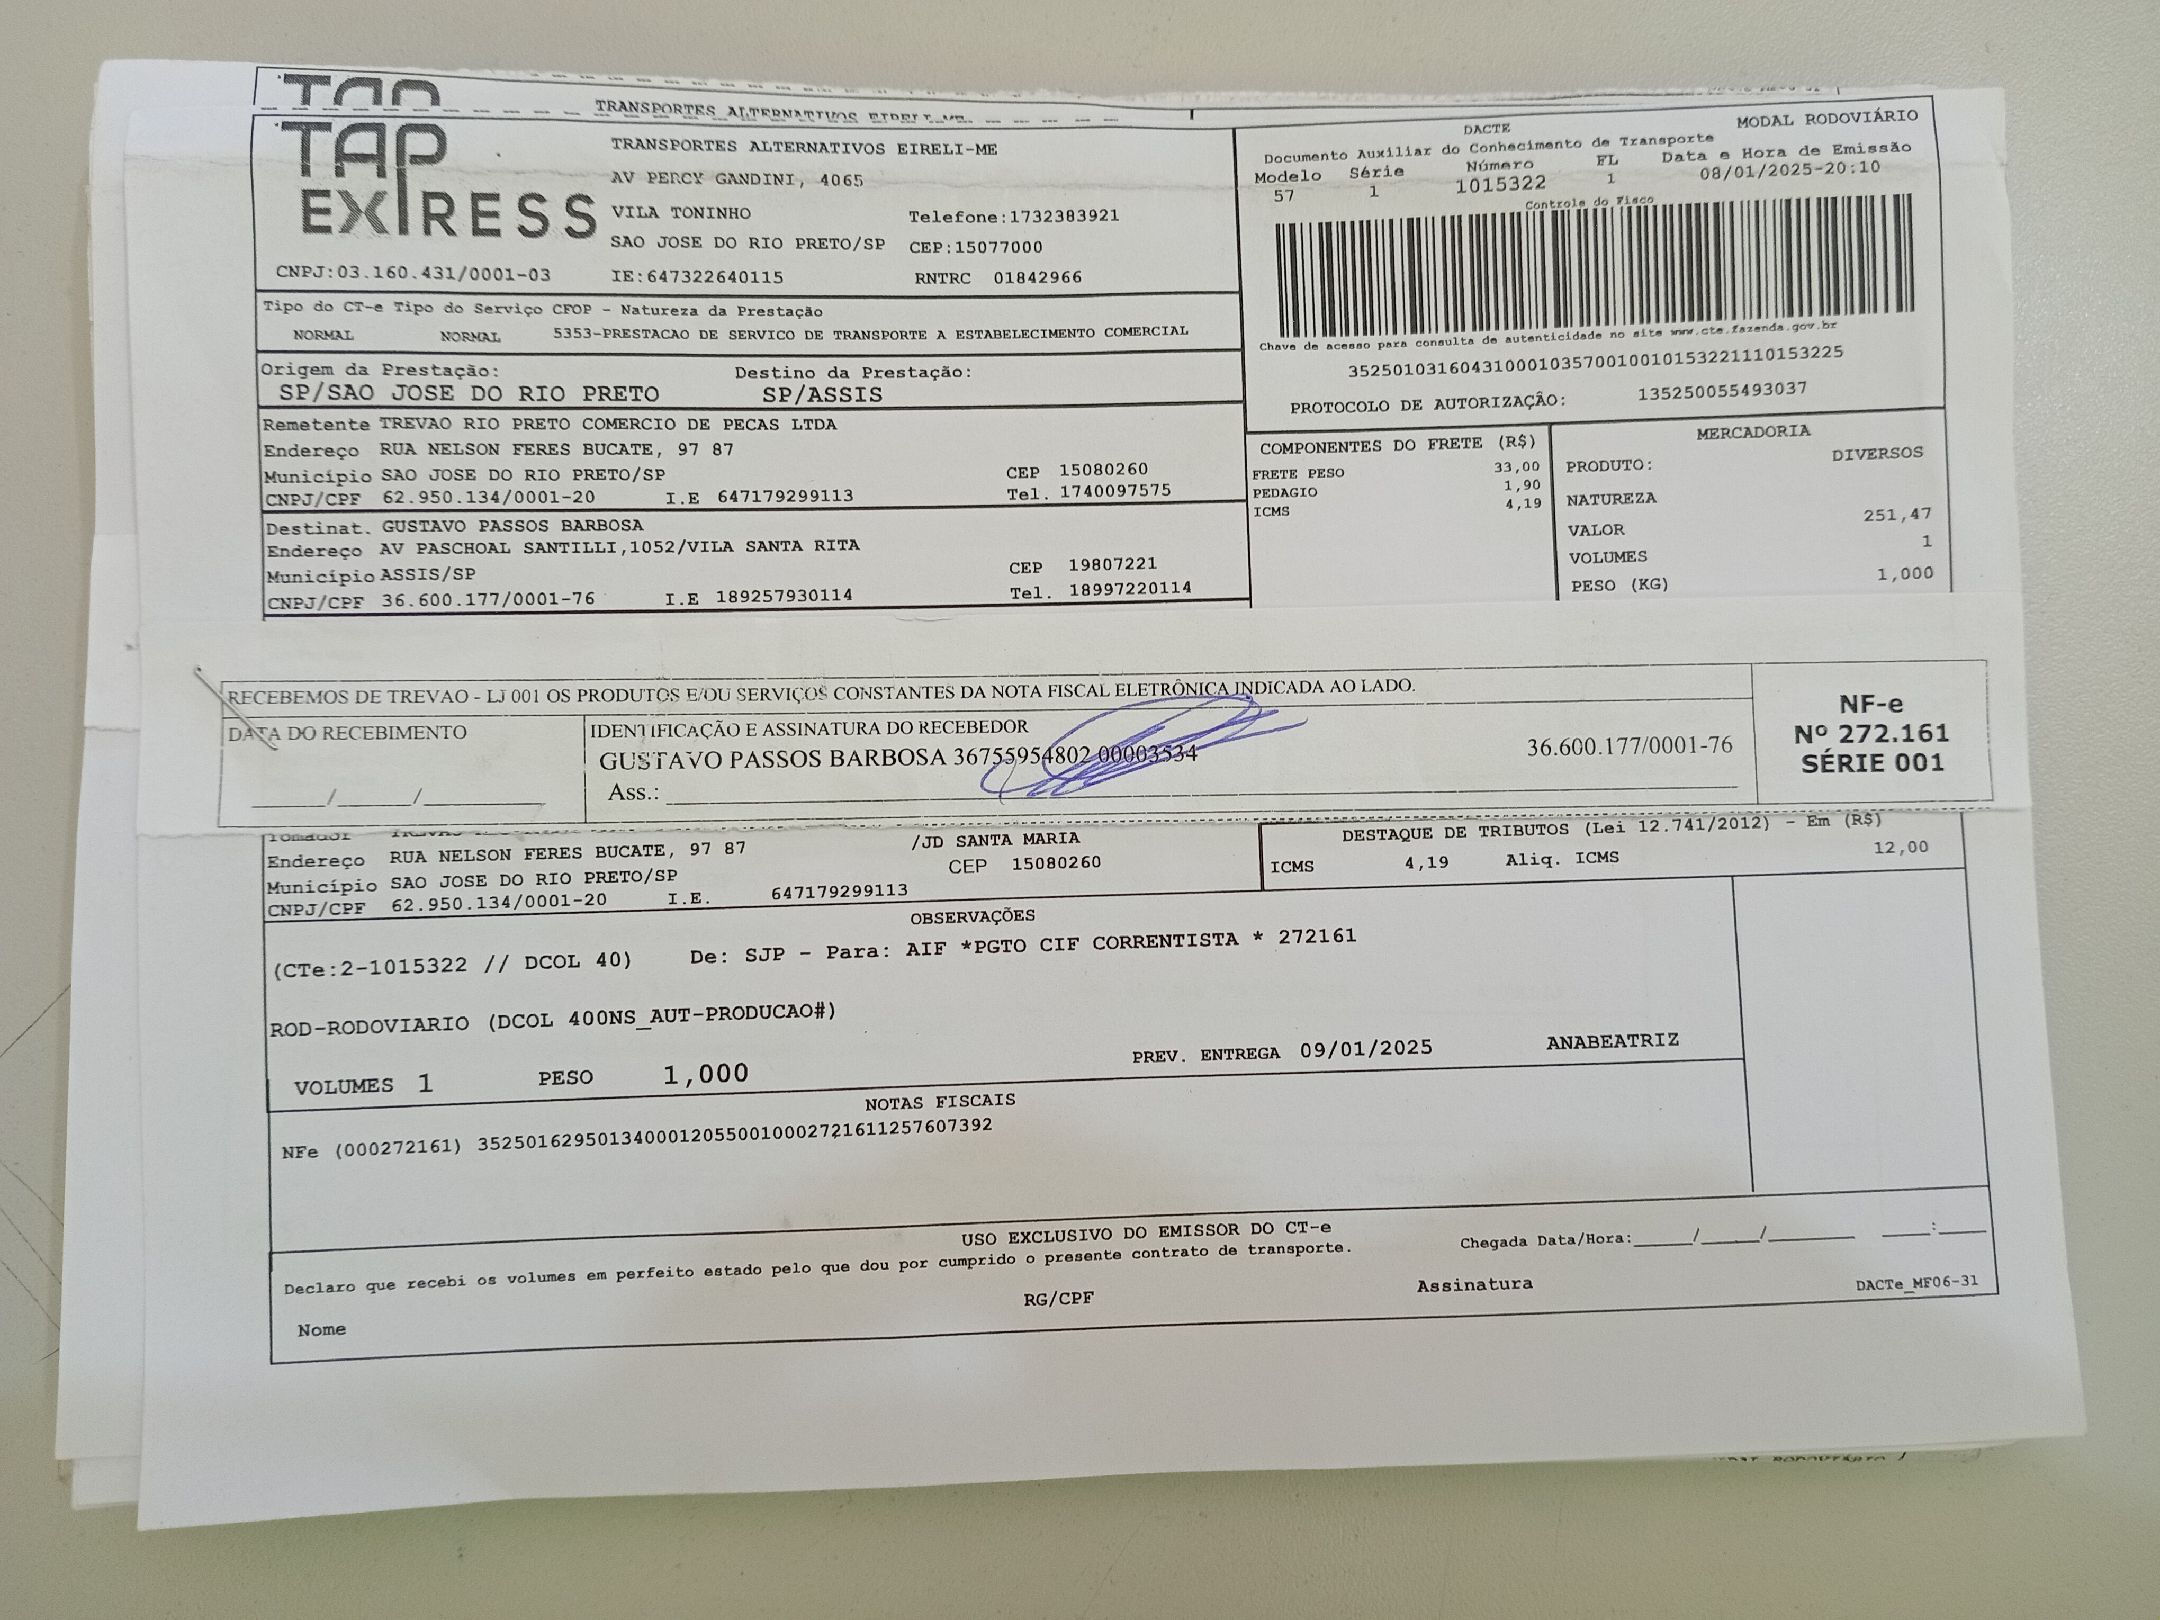 TRANSPORTES ALTERNATIVOS EIRELI-ME
TAP
EXPRESS
TRANSPORTES ALTERNATIVOS EIRELI-ME
AV PERCY GANDINI, 4065
VILA TONINHO Telefone:1732383921
SAO JOSE DO RIO PRETO/SP CEP:15077000
CNPJ:03.160.431/0001-03 IE:647322640115 RNTRC 01842966
DACTE MODAL RODOVIÁRIO
Documento Auxiliar do Conhecimento de Transporte
Modelo Série Número FL Data e Hora de Emissão
57 1 1015322 1 08/01/2025-20:10
Controle do Fisco
Chave de acesso para consulta de autenticidade no site www.cte.fazenda.gov.br
35250103160431000103570010010153221110153225
PROTOCOLO DE AUTORIZAÇÃO: 135250055493037
Tipo do CT-e Tipo do Serviço CFOP - Natureza da Prestação
NORMAL NORMAL 5353-PRESTACAO DE SERVICO DE TRANSPORTE A ESTABELECIMENTO COMERCIAL
Origem da Prestação: Destino da Prestação:
SP/SAO JOSE DO RIO PRETO SP/ASSIS
Remetente TREVAO RIO PRETO COMERCIO DE PECAS LTDA
Endereço RUA NELSON FERES BUCATE, 97 87
Município SAO JOSE DO RIO PRETO/SP CEP 15080260
CNPJ/CPF 62.950.134/0001-20 I.E 647179299113 Tel. 1740097575
Destinat. GUSTAVO PASSOS BARBOSA
Endereço AV PASCHOAL SANTILLI,1052/VILA SANTA RITA
Município ASSIS/SP CEP 19807221
CNPJ/CPF 36.600.177/0001-76 I.E 189257930114 Tel. 18997220114
COMPONENTES DO FRETE (R$)
FRETE PESO 33,00
PEDAGIO 1,90
ICMS 4,19
MERCADORIA
PRODUTO: DIVERSOS
NATUREZA
VALOR 251,47
VOLUMES 1
PESO (KG) 1,000
RECEBEMOS DE TREVAO - LJ 001 OS PRODUTOS E/OU SERVIÇOS CONSTANTES DA NOTA FISCAL ELETRÔNICA INDICADA AO LADO.
DATA DO RECEBIMENTO
____/____/____
IDENTIFICAÇÃO E ASSINATURA DO RECEBEDOR
GUSTAVO PASSOS BARBOSA 36755954802 00003534 36.600.177/0001-76
Ass.:
NF-e
Nº 272.161
SÉRIE 001
Tomador
Endereço RUA NELSON FERES BUCATE, 97 87 /JD SANTA MARIA
Município SAO JOSE DO RIO PRETO/SP CEP 15080260
CNPJ/CPF 62.950.134/0001-20 I.E. 647179299113
DESTAQUE DE TRIBUTOS (Lei 12.741/2012) - Em (R$)
ICMS 4,19 Aliq. ICMS 12,00
OBSERVAÇÕES
(CTe:2-1015322 // DCOL 40) De: SJP - Para: AIF *PGTO CIF CORRENTISTA * 272161
ROD-RODOVIARIO (DCOL 400NS_AUT-PRODUCAO#)
VOLUMES 1 PESO 1,000 PREV. ENTREGA 09/01/2025 ANABEATRIZ
NOTAS FISCAIS
NFe (000272161) 35250162950134000120550010002721611257607392
USO EXCLUSIVO DO EMISSOR DO CT-e
Declaro que recebi os volumes em perfeito estado pelo que dou por cumprido o presente contrato de transporte.
Chegada Data/Hora:____/____/____ ___:___
Nome RG/CPF Assinatura DACTe_MF06-31